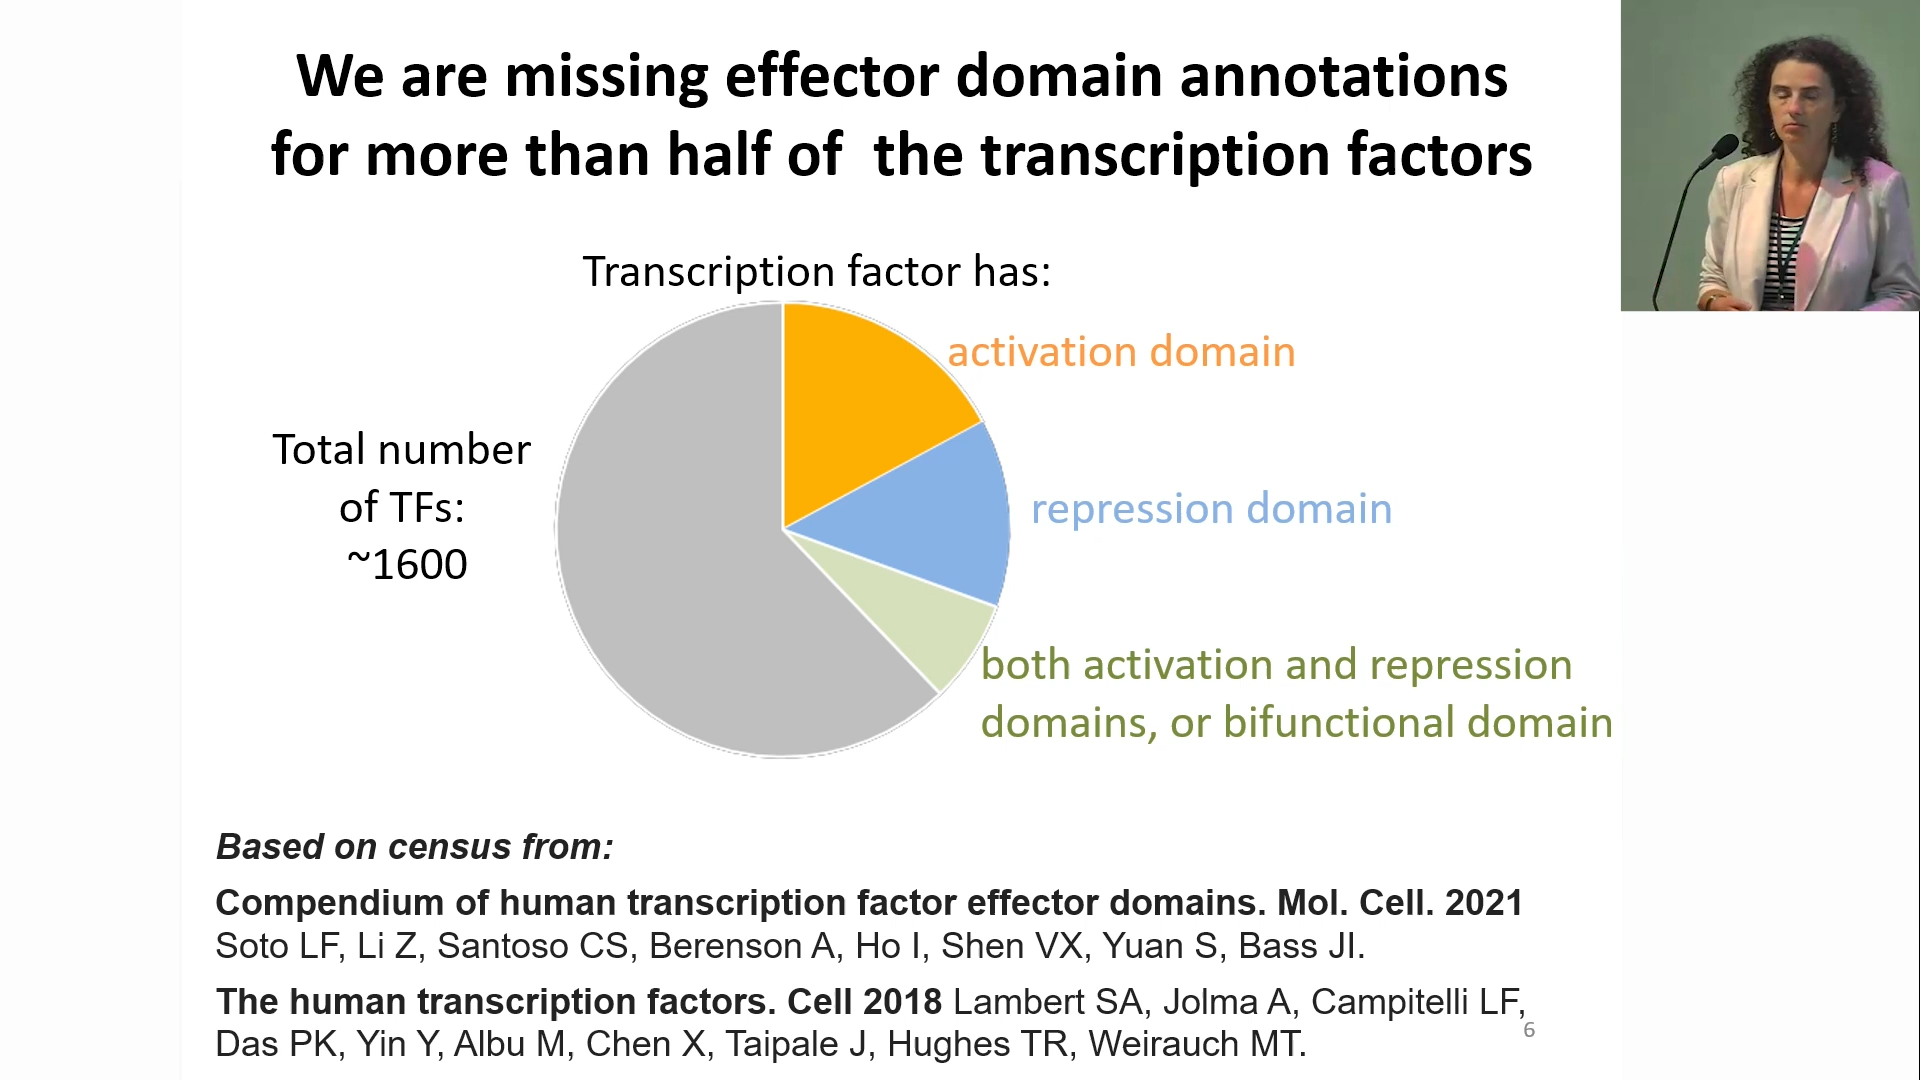 We are missing effector domain annotations
for more than half of the transcription factors
Transcription factor has:
activation domain
Total number
of TFs:
~1600
repression domain
both activation and repression
domains, or bifunctional domain
Based on census from:
Compendium of human transcription factor effector domains. Mol. Cell. 2021
Soto LF, Li Z, Santoso CS, Berenson A, Ho I, Shen VX, Yuan S, Bass JI.
The human transcription factors. Cell 2018 Lambert SA, Jolma A, Campitelli LF,
Das PK, Yin Y, Albu M, Chen X, Taipale J, Hughes TR, Weirauch MT.
6